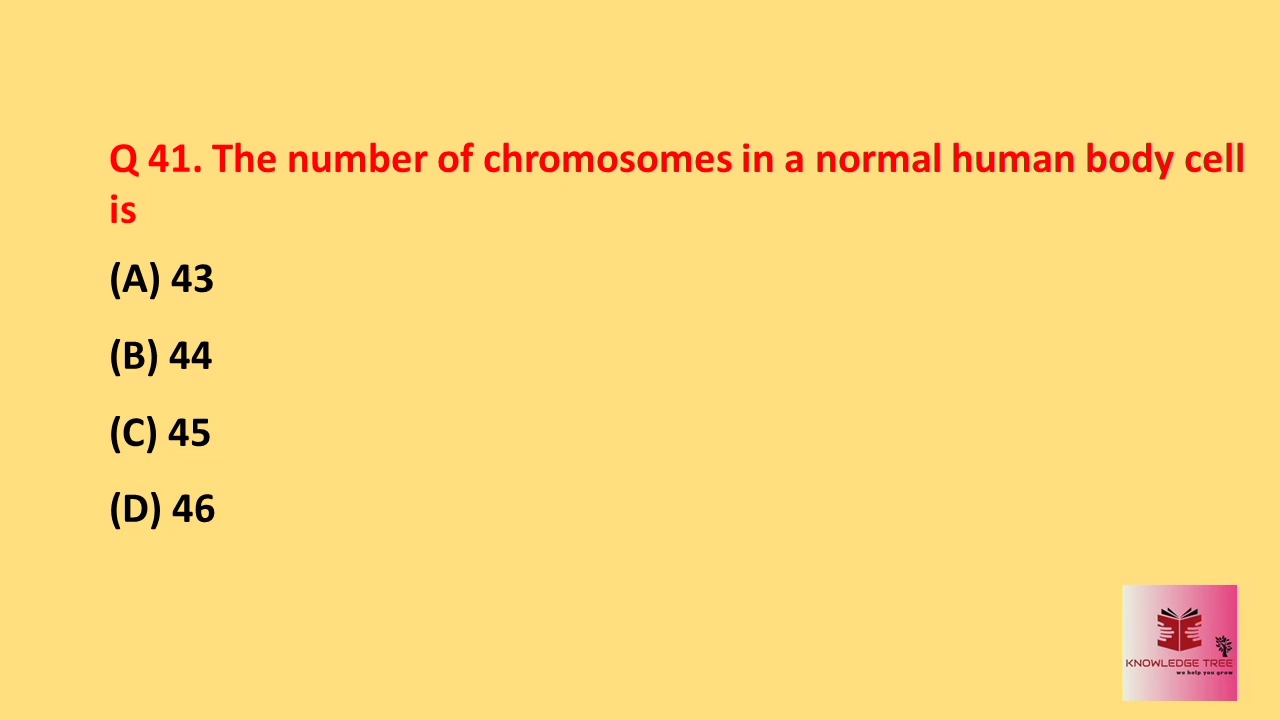 Q 41. The number of chromosomes in a normal human body cell
is
(A) 43
(B) 44
(C) 45
(D) 46
KNOWLEDGE TREE
we help you grow